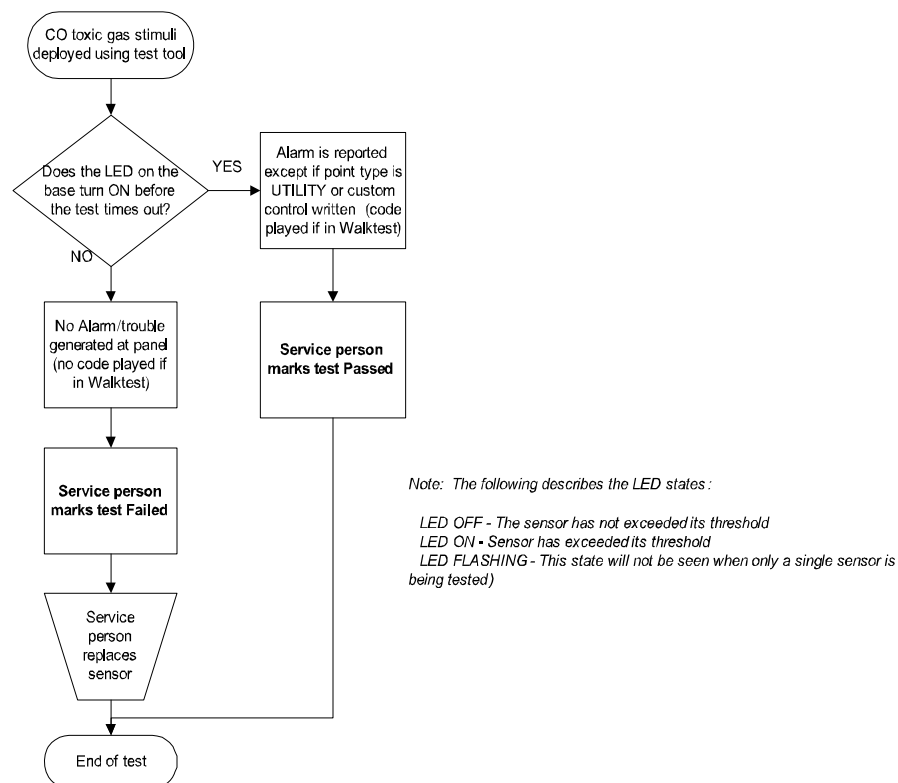 CO toxic gas stimuli
deployed using test tool
Does the LED on the
base turn ON before
the test times out?
YES
NO
Alarm is reported
except if point type is
UTILITY or custom
control written (code
played if in Walktest)
No Alarm/trouble
generated at panel
(no code played if
in Walktest)
Service person
marks test Passed
Service person
marks test Failed
Note: The following describes the LED states :
LED OFF - The sensor has not exceeded its threshold
LED ON - Sensor has exceeded its threshold
LED FLASHING - This state will not be seen when only a single sensor is
being tested)
Service
person
replaces
sensor
End of test